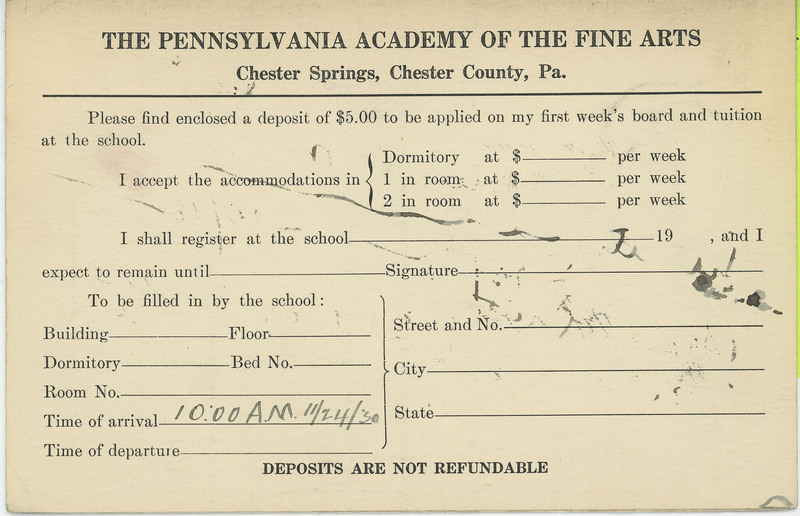 THE PENNSYLVANIA ACADEMY OF THE FINE ARTS
Chester Springs, Chester County, Pa.
Please find enclosed a deposit of $5.00 to be applied on my first week's board and tuition
at the school.
I accept the accommodations in
Dormitory at $ per week
1 in room at $ per week
2 in room at $ per week
I shall register at the school 19 , and I
expect to remain until Signature
To be filled in by the school:
Building Floor
Dormitory Bed No.
Room No.
Time of arrival 10:00 A.M. 11/24/30
Time of departure
Street and No.
City
State
DEPOSITS ARE NOT REFUNDABLE